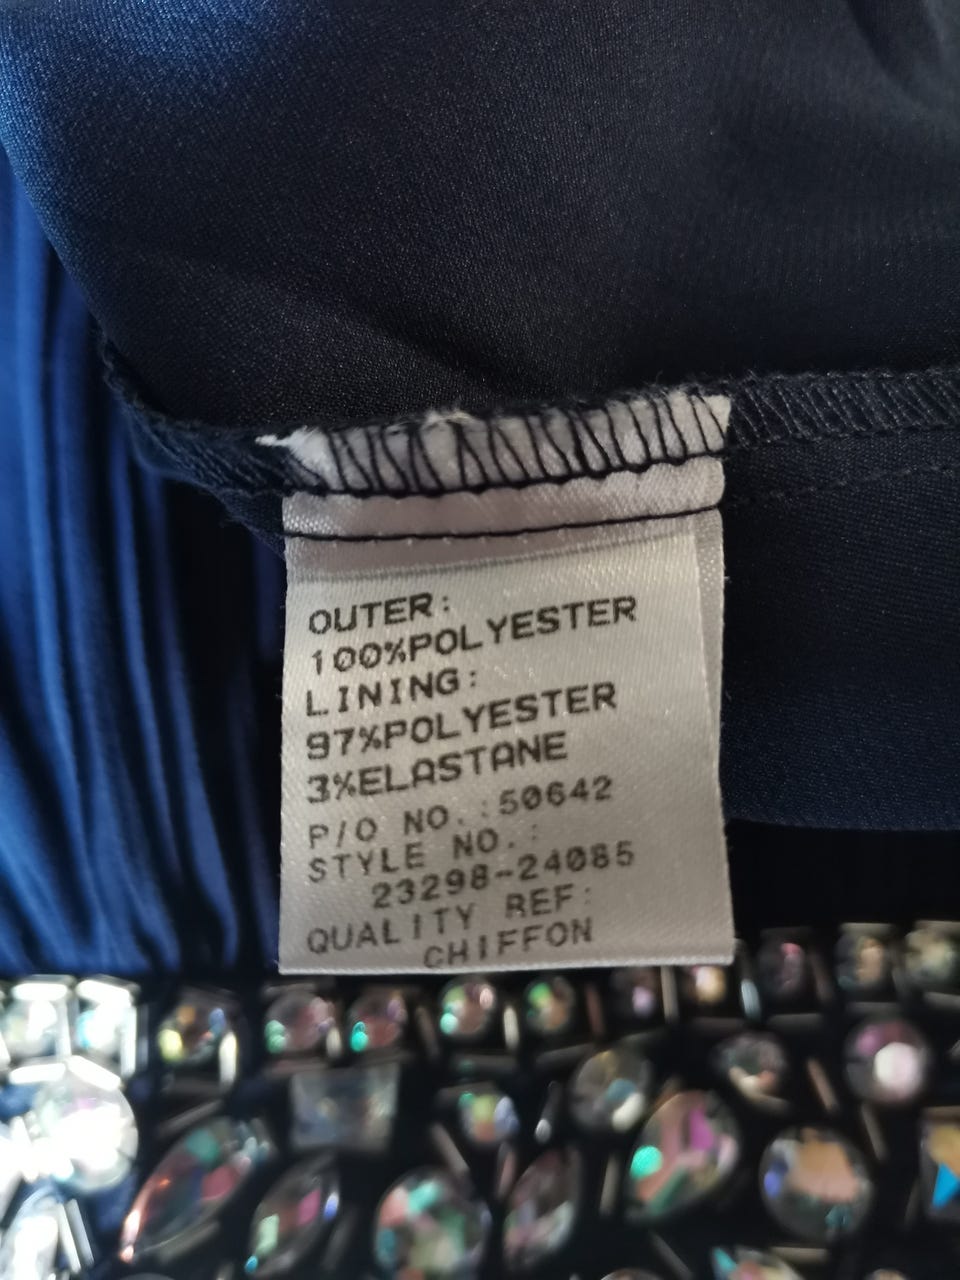 OUTER:
100%POLYESTER
LINING:
97%POLYESTER
3%ELASTANE
P/O NO.:50642
STYLE NO.:
23298-24085
QUALITY REF:
CHIFFON